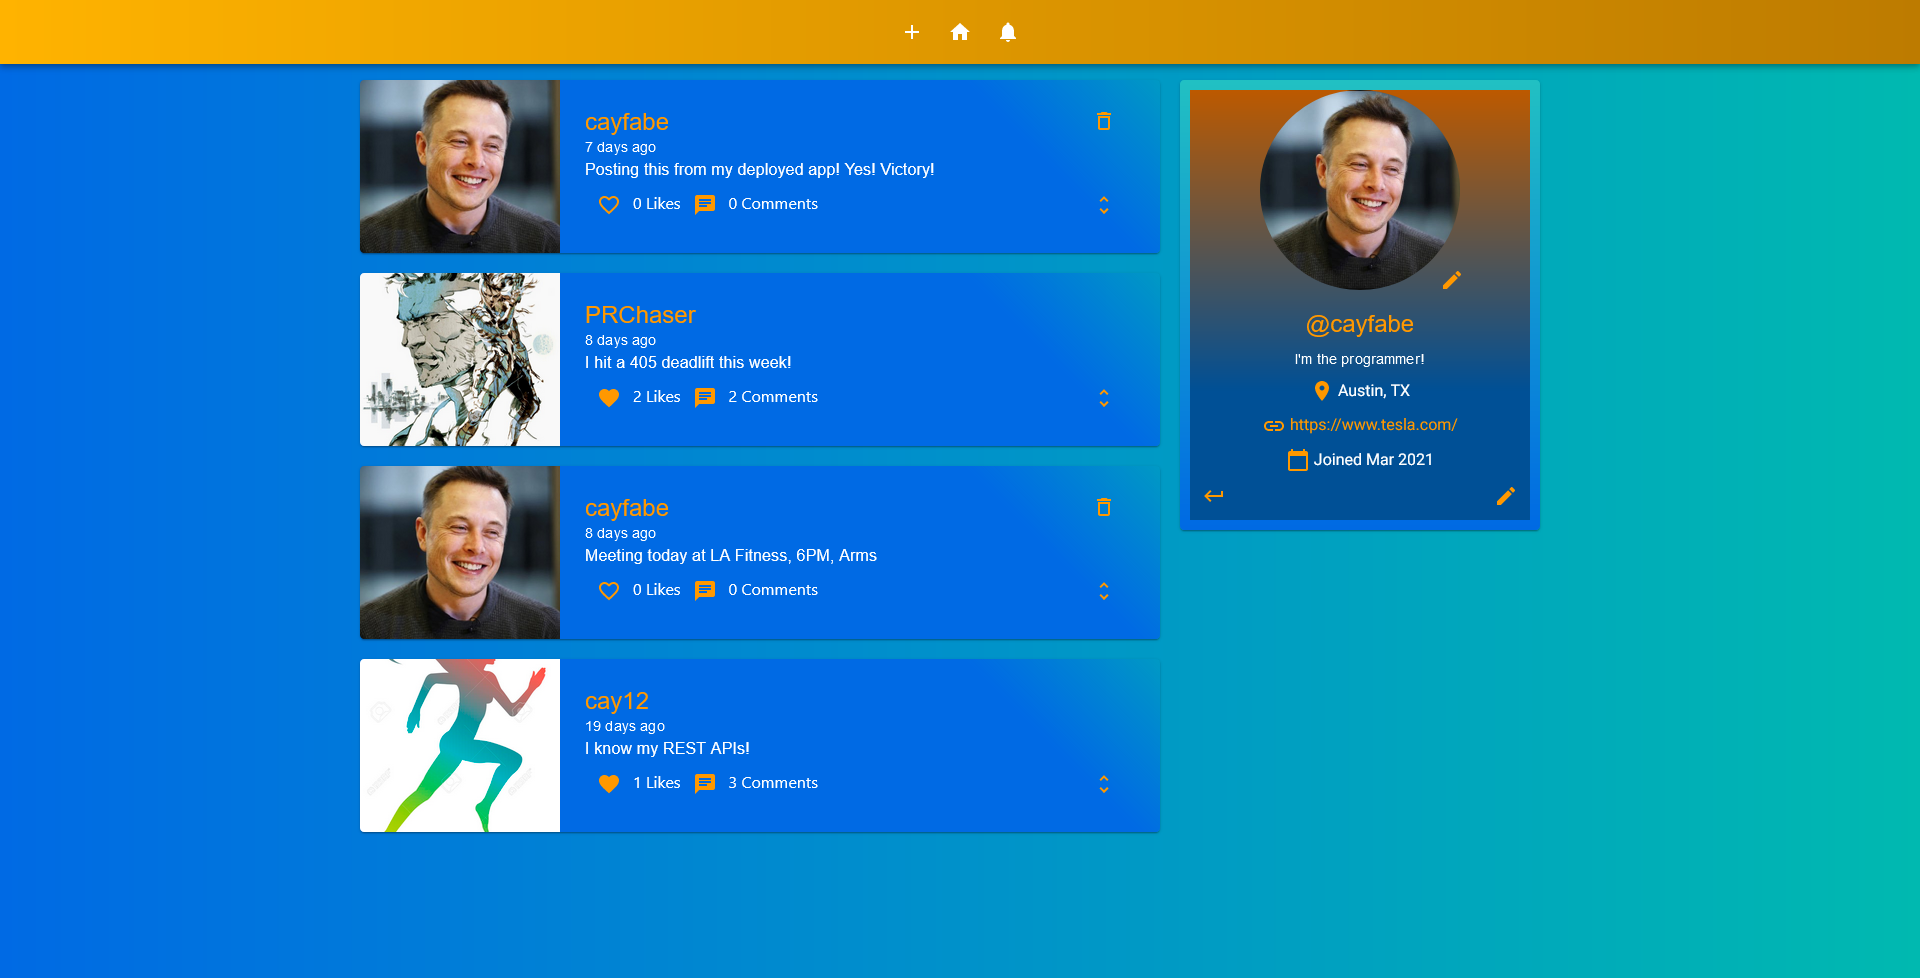 cayfabe
7 days ago
Posting this from my deployed app! Yes! Victory!
0 Likes 0 Comments
PRChaser
8 days ago
I hit a 405 deadlift this week!
2 Likes 2 Comments
cayfabe
8 days ago
Meeting today at LA Fitness, 6PM, Arms
0 Likes 0 Comments
cay12
19 days ago
I know my REST APIs!
1 Likes 3 Comments
@cayfabe
I'm the programmer!
Austin, TX
https://www.tesla.com/
Joined Mar 2021